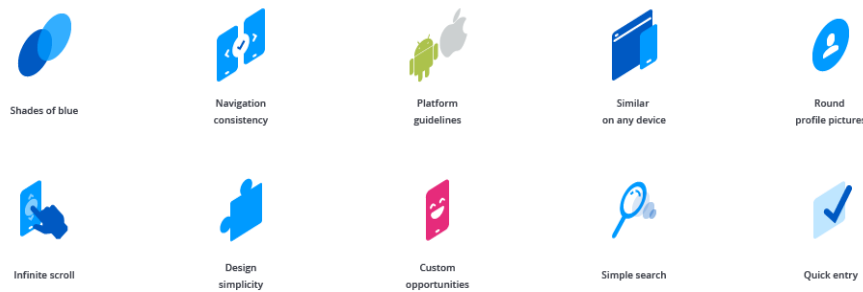 Shades of blue
Navigation
consistency
Platform
guidelines
Similar
on any device
Round
profile pictures
Infinite scroll
Design
simplicity
Custom
opportunities
Simple search
Quick entry